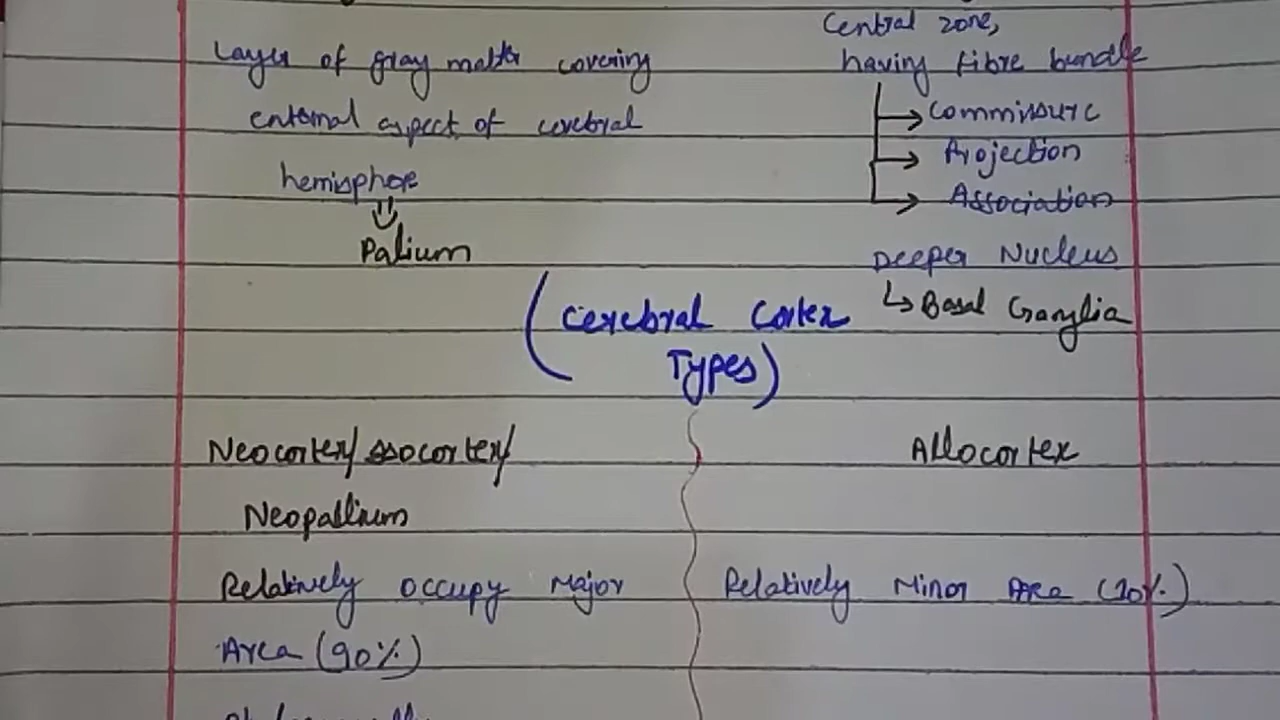 Layer of gray matter covering
external aspect of cerebral
hemisphere
Palium
Central zone,
having fibre bundle
Commissure
Projection
Association
Deeper Nucleus
Basal Ganglia
(Cerebral Cortex
Types)
Neocortex/ Isocortex/
Neopallium
Relatively occupy Major
Area (90%)
Allocortex
Relatively Minor Area (10%)